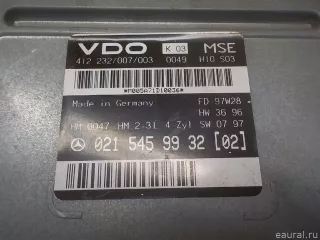 VDO K 03 MSE
412 232/007/003 0049 H10 S03
*M005A7131003G*
Made in Germany FD 97W28
HW 36 96
HM 0047 HM 2.3L 4 Zyl SW 07 97
021 545 99 32 [02]
eaural.ru